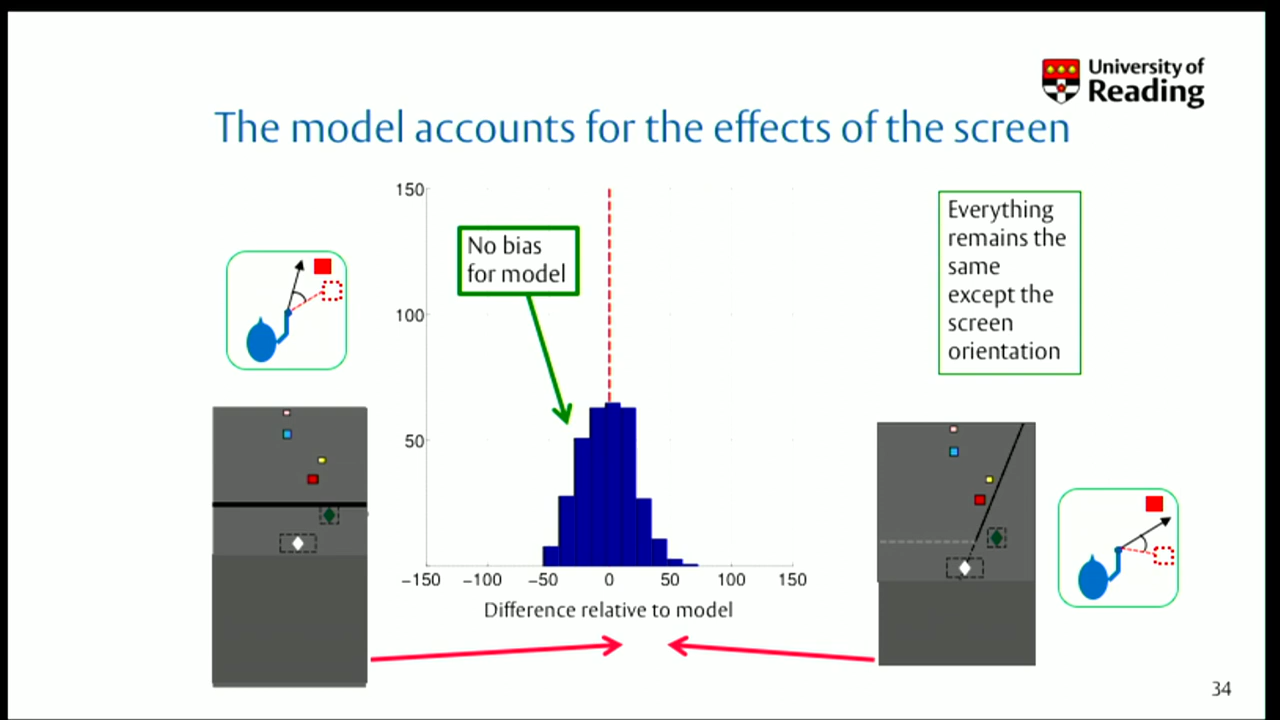 University of
Reading
The model accounts for the effects of the screen
150
100
50
No bias
for model
Everything
remains the
same
except the
screen
orientation
−150 −100 −50 0 50 100 150
Difference relative to model
34